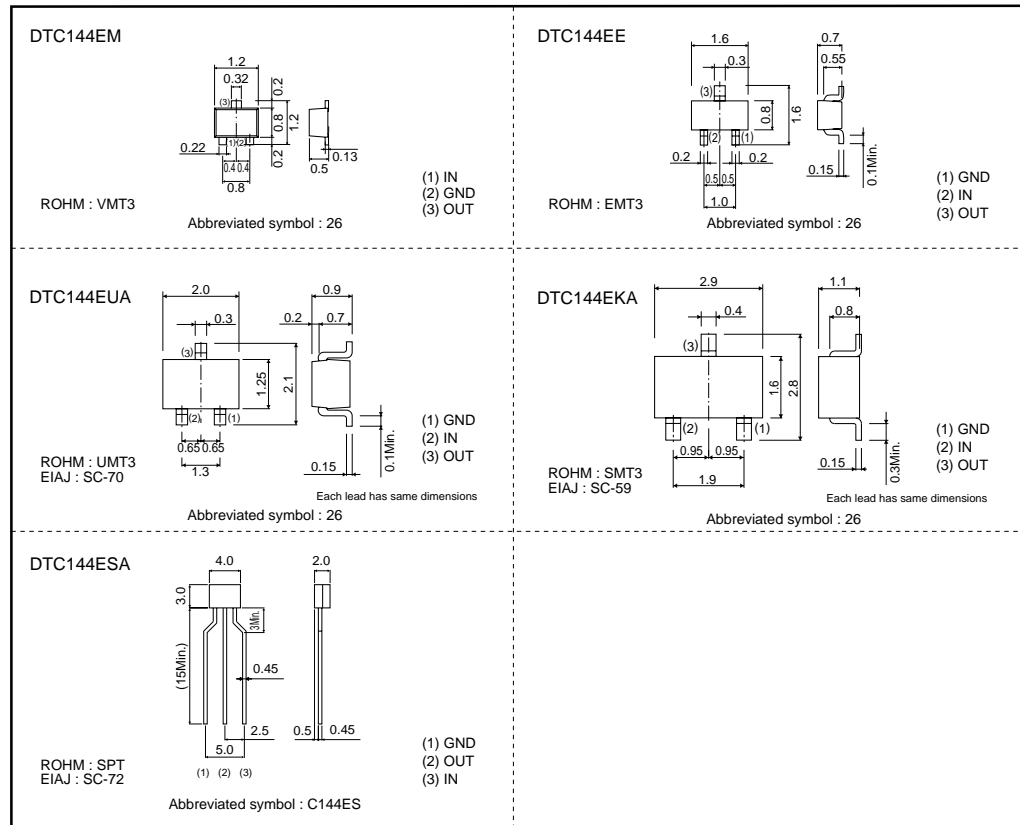 DTC144EM
1.2
0.32
0.2
(3)
0.8
1.2
(1)
(2)
0.22
0.2
0.4 0.4
0.8
0.13
0.5
(1) IN
(2) GND
(3) OUT
ROHM : VMT3
Abbreviated symbol : 26
DTC144EE
1.6
0.3
(3)
0.8
1.6
(2)
(1)
0.2
0.2
0.5
0.5
1.0
0.7
0.55
0.15
0.1Min.
(1) GND
(2) IN
(3) OUT
ROHM : EMT3
Abbreviated symbol : 26
DTC144EUA
2.0
0.3
(3)
1.25
2.1
(2)
(1)
0.65
0.65
1.3
0.9
0.2
0.7
0.15
0.1Min.
(1) GND
(2) IN
(3) OUT
ROHM : UMT3
EIAJ : SC-70
Each lead has same dimensions
Abbreviated symbol : 26
DTC144EKA
2.9
0.4
(3)
1.6
2.8
(2)
(1)
0.95
0.95
1.9
1.1
0.8
0.15
0.3Min.
(1) GND
(2) IN
(3) OUT
ROHM : SMT3
EIAJ : SC-59
Each lead has same dimensions
Abbreviated symbol : 26
DTC144ESA
4.0
2.0
3.0
3Min.
(15Min.)
0.45
2.5
0.5
0.45
5.0
(1) (2) (3)
(1) GND
(2) OUT
(3) IN
ROHM : SPT
EIAJ : SC-72
Abbreviated symbol : C144ES